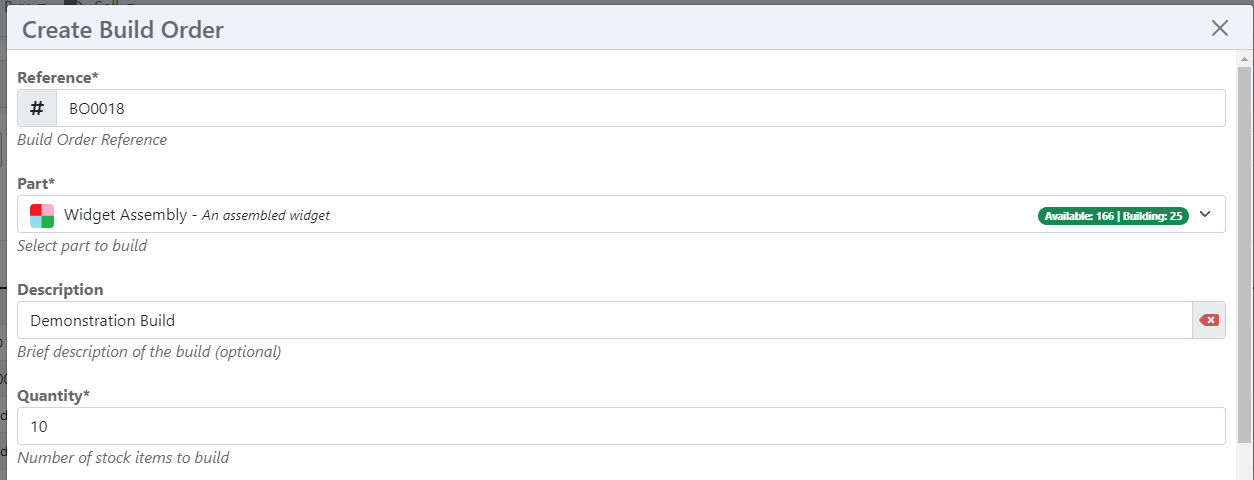 Create Build Order
Reference*
# BO0018
Build Order Reference
Part*
Widget Assembly - An assembled widget Available: 166 | Building: 25
Select part to build
Description
Demonstration Build
Brief description of the build (optional)
Quantity*
10
Number of stock items to build